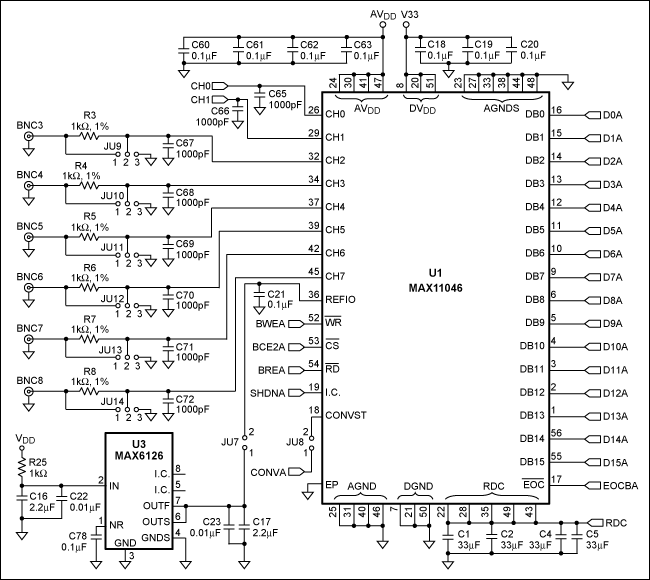 AVDD V33
C60 0.1µF
C61 0.1µF
C62 0.1µF
C63 0.1µF
C18 0.1µF
C19 0.1µF
C20 0.1µF
24 30 41 47
8 20 51
23 27 33 38 44 48
AVDD DVDD AGNDS
CH0
CH1
C65 1000pF
C66 1000pF
BNC3 R3 1kΩ, 1% JU9 1 2 3 C67 1000pF
BNC4 R4 1kΩ, 1% JU10 1 2 3 C68 1000pF
BNC5 R5 1kΩ, 1% JU11 1 2 3 C69 1000pF
BNC6 R6 1kΩ, 1% JU12 1 2 3 C70 1000pF
BNC7 R7 1kΩ, 1% JU13 1 2 3 C71 1000pF
BNC8 R8 1kΩ, 1% JU14 1 2 3 C72 1000pF
26 CH0
29 CH1
32 CH2
34 CH3
37 CH4
39 CH5
42 CH6
45 CH7
C21 0.1µF
36 REFIO
BWEA 52 WR
BCE2A 53 CS
BREA 54 RD
SHDNA 19 I.C.
18 CONVST
JU7 2 1
JU8 2 1
CONVA
EP
U1
MAX11046
DB0 16 D0A
DB1 15 D1A
DB2 14 D2A
DB3 13 D3A
DB4 12 D4A
DB5 11 D5A
DB6 10 D6A
DB7 9 D7A
DB8 6 D8A
DB9 5 D9A
DB10 4 D10A
DB11 3 D11A
DB12 2 D12A
DB13 1 D13A
DB14 56 D14A
DB15 55 D15A
EOC 17 EOCBA
AGND DGND RDC
25 31 40 46
7 21 50
22 28 35 49 43
RDC
C1 33µF
C2 33µF
C4 33µF
C5 33µF
VDD
R25 1kΩ
C16 2.2µF
C22 0.01µF
C78 0.1µF
U3
MAX6126
2 IN
1 NR
GND 3
I.C. 8
I.C. 5
OUTF 7
OUTS 6
GNDS 4
C23 0.01µF
C17 2.2µF